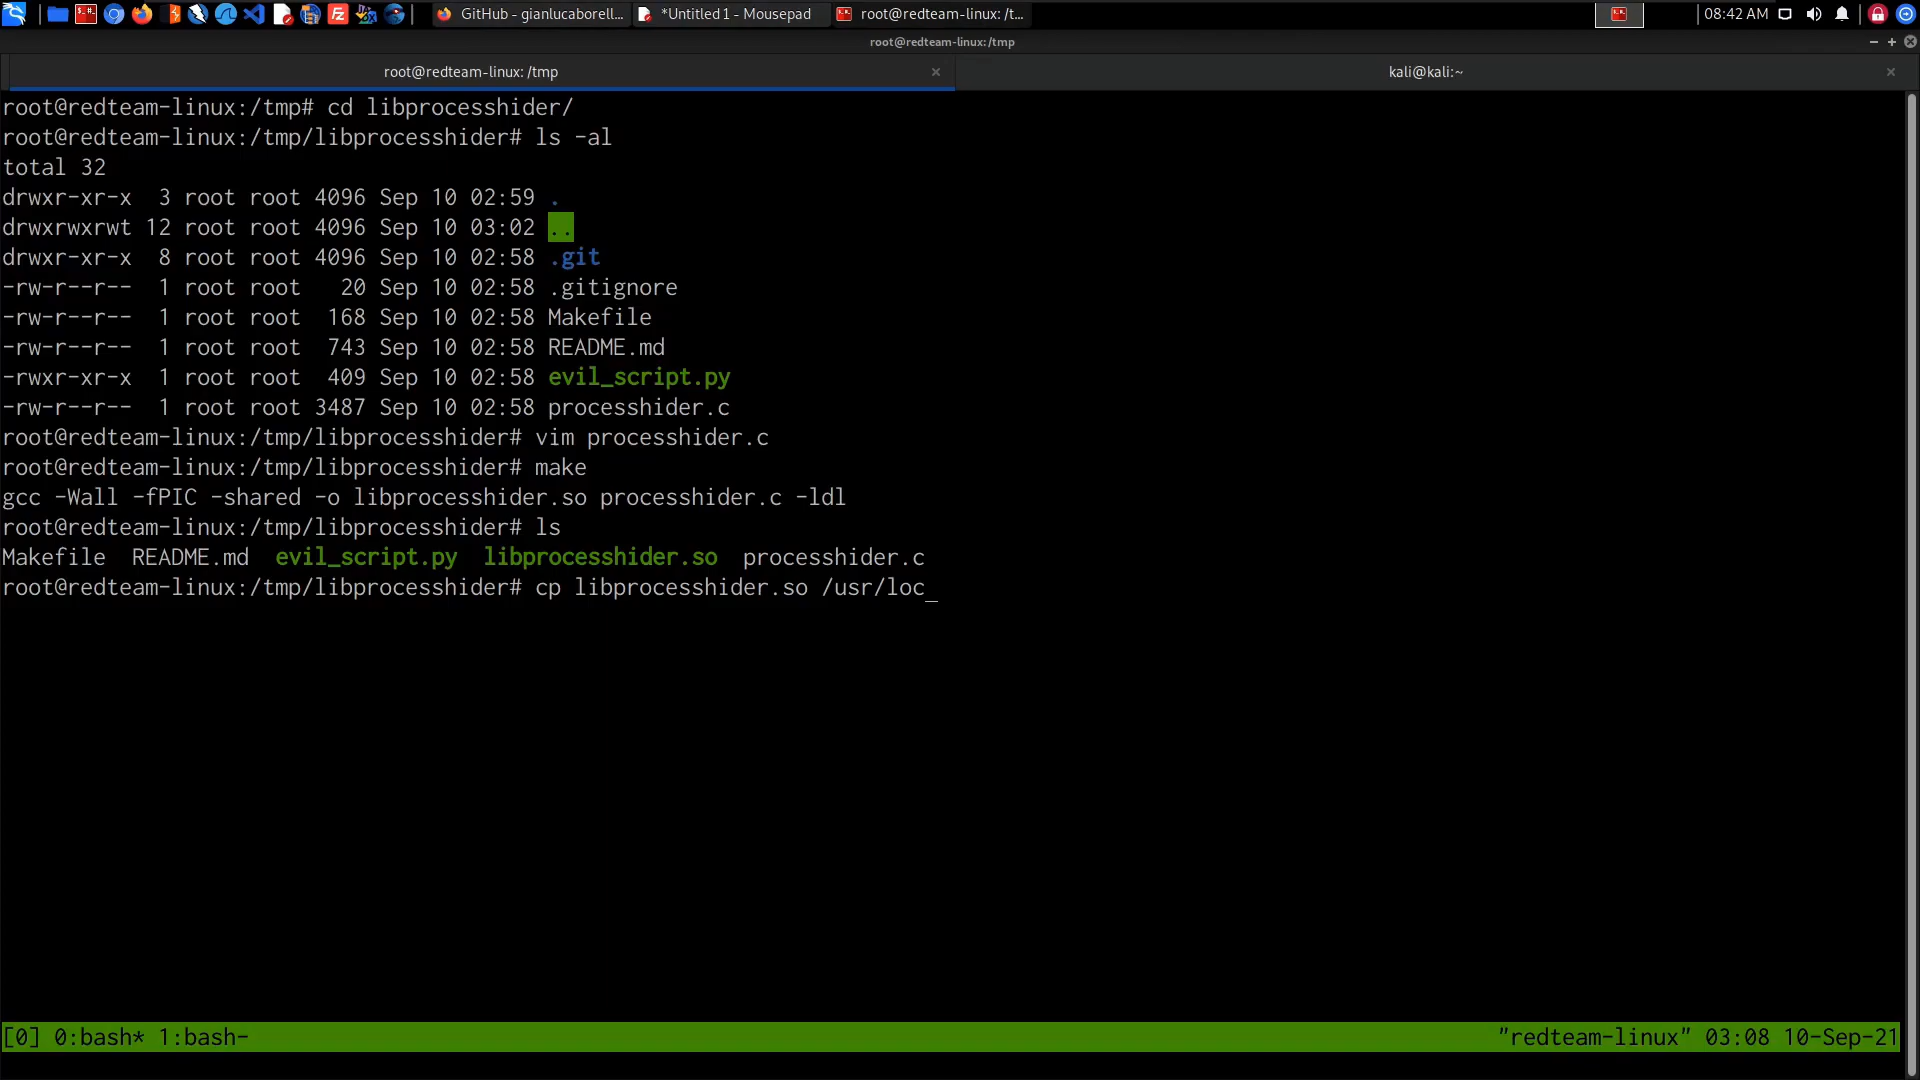 GitHub - gianlucaborell...
*Untitled 1 - Mousepad
root@redteam-linux: /t...
08:42 AM
root@redteam-linux:/tmp
root@redteam-linux: /tmp
kali@kali:~
root@redteam-linux:/tmp# cd libprocesshider/
root@redteam-linux:/tmp/libprocesshider# ls -al
total 32
drwxr-xr-x  3 root root 4096 Sep 10 02:59 .
drwxrwxrwt 12 root root 4096 Sep 10 03:02 ..
drwxr-xr-x  8 root root 4096 Sep 10 02:58 .git
-rw-r--r--  1 root root   20 Sep 10 02:58 .gitignore
-rw-r--r--  1 root root  168 Sep 10 02:58 Makefile
-rw-r--r--  1 root root  743 Sep 10 02:58 README.md
-rwxr-xr-x  1 root root  409 Sep 10 02:58 evil_script.py
-rw-r--r--  1 root root 3487 Sep 10 02:58 processhider.c
root@redteam-linux:/tmp/libprocesshider# vim processhider.c
root@redteam-linux:/tmp/libprocesshider# make
gcc -Wall -fPIC -shared -o libprocesshider.so processhider.c -ldl
root@redteam-linux:/tmp/libprocesshider# ls
Makefile  README.md  evil_script.py  libprocesshider.so  processhider.c
root@redteam-linux:/tmp/libprocesshider# cp libprocesshider.so /usr/loc_
[0] 0:bash* 1:bash- "redteam-linux" 03:08 10-Sep-21